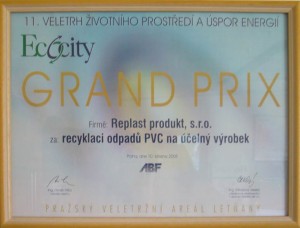 11. VELETRH ŽIVOTNÍHO PROSTŘEDÍ A ÚSPOR ENERGIÍ
Ecocity
GRAND PRIX
Firmě: Replast produkt, s.r.o.
za: recyklaci odpadů PVC na účelný výrobek
ABF
PRAŽSKÝ VELETRŽNÍ AREÁL LETŇANY